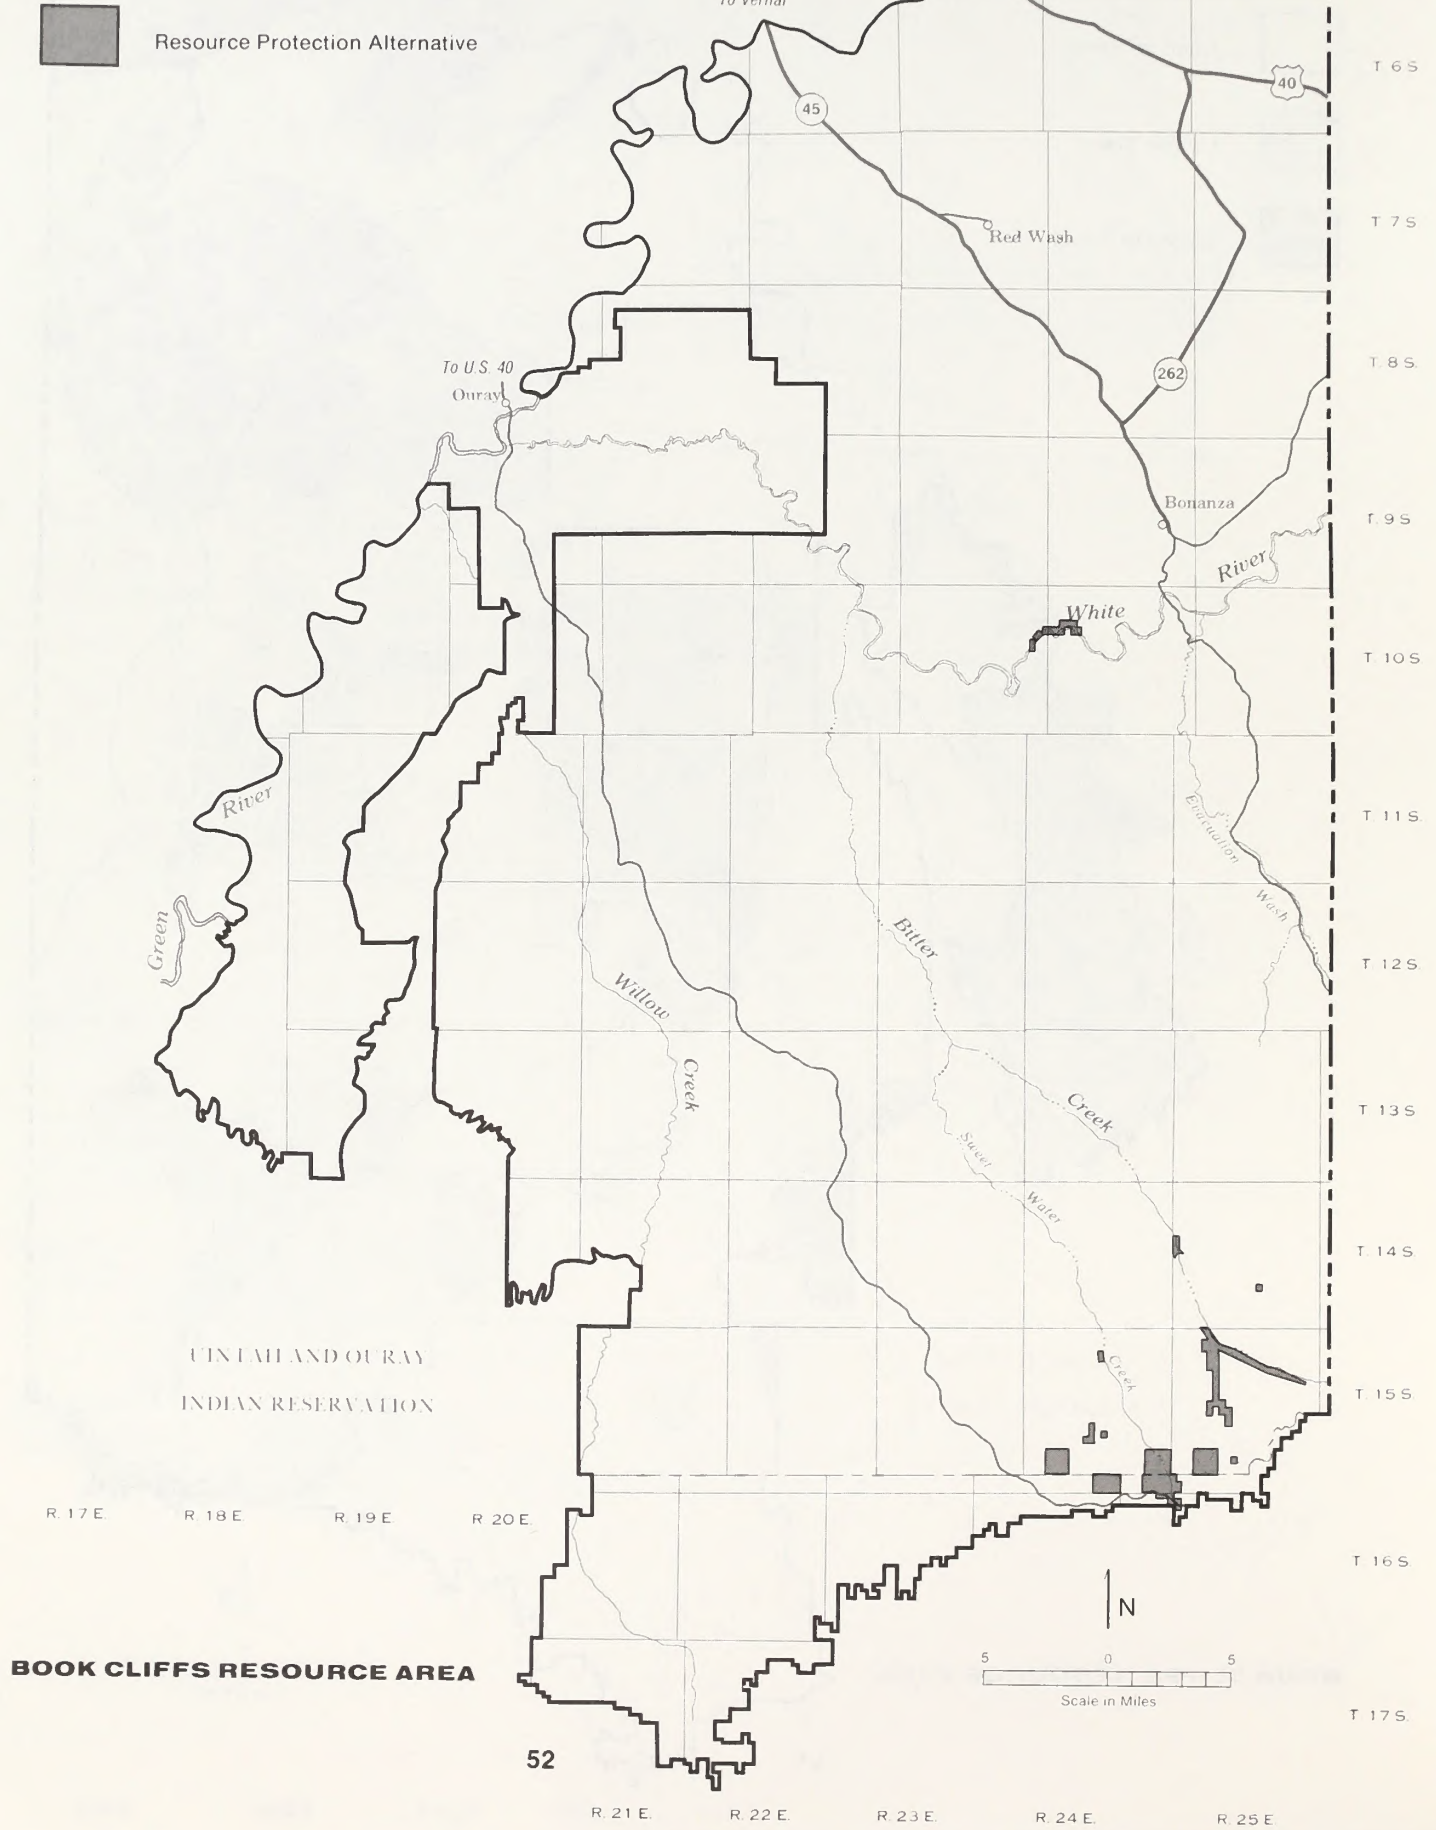 To Vernal
Resource Protection Alternative
T 6 S
40
45
T 7 S
Red Wash
To U.S. 40
T. 8 S.
262
Ouray
Bonanza
T. 9 S
River
White
T. 10 S
River
T. 11 S.
Evacuation
Wash
Green
Bitter
T. 12 S.
Willow
Creek
Creek
T. 13 S
Sweet
Water
T. 14 S.
UINTAH AND OURAY
Creek
T. 15 S.
INDIAN RESERVATION
R. 17 E.
R. 18 E.
R. 19 E.
R. 20 E.
T. 16 S.
N
BOOK CLIFFS RESOURCE AREA
5 0 5
Scale in Miles
T. 17 S.
52
R. 21 E.
R. 22 E.
R. 23 E.
R. 24 E.
R. 25 E.